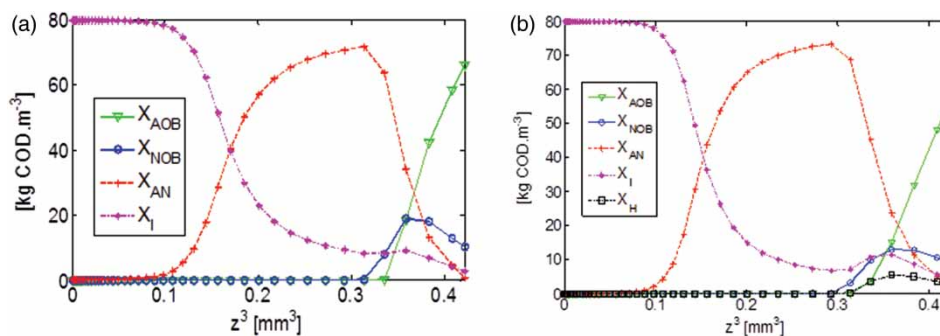 (a)
[kg COD.m⁻³]
80
60
40
20
0
X_AOB
X_NOB
X_AN
X_I
0 0.1 0.2 0.3 0.4
z³ [mm³]
(b)
[kg COD.m⁻³]
80
70
60
50
40
30
20
10
0
X_AOB
X_NOB
X_AN
X_I
X_H
0 0.1 0.2 0.3 0.4
z³ [mm³]